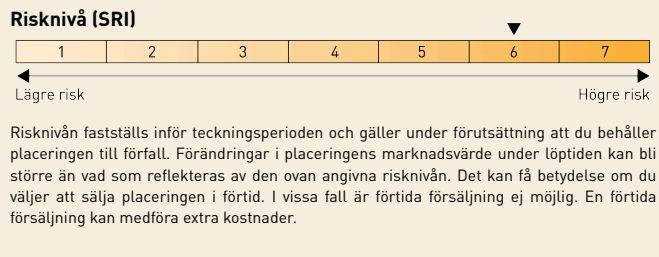 Risknivå (SRI)
1 2 3 4 5 6 7
Lägre risk Högre risk
Risknivån fastställs inför teckningsperioden och gäller under förutsättning att du behåller
placeringen till förfall. Förändringar i placeringens marknadsvärde under löptiden kan bli
större än vad som reflekteras av den ovan angivna risknivån. Det kan få betydelse om du
väljer att sälja placeringen i förtid. I vissa fall är förtida försäljning ej möjlig. En förtida
försäljning kan medföra extra kostnader.